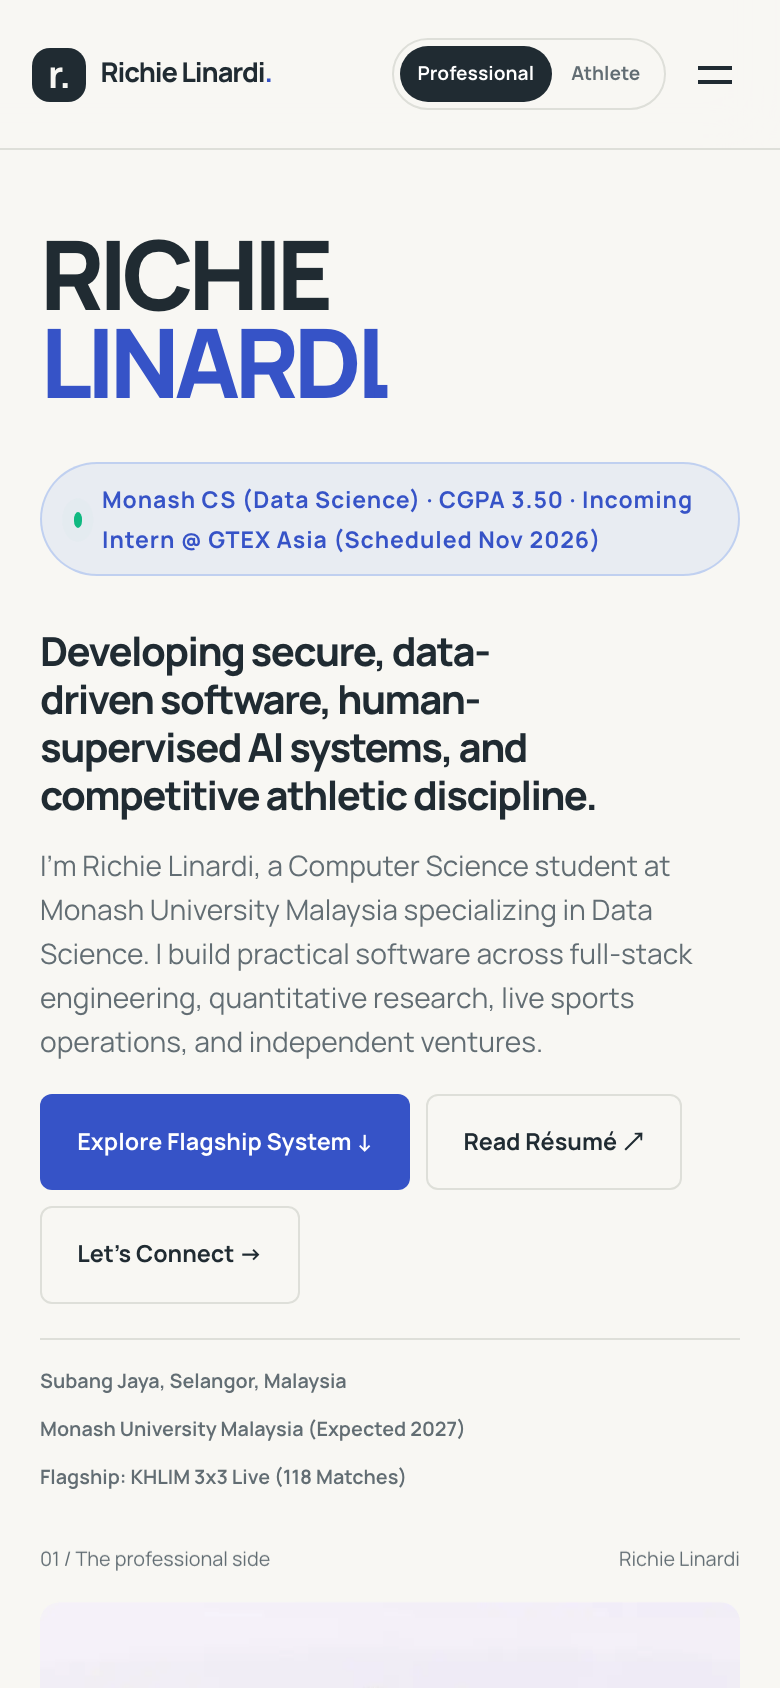 r.
Richie Linardi.
Professional
Athlete
RICHIE
LINARDI.
Monash CS (Data Science) · CGPA 3.50 · Incoming
Intern @ GTEX Asia (Scheduled Nov 2026)
Developing secure, data-
driven software, human-
supervised AI systems, and
competitive athletic discipline.
I'm Richie Linardi, a Computer Science student at
Monash University Malaysia specializing in Data
Science. I build practical software across full-stack
engineering, quantitative research, live sports
operations, and independent ventures.
Explore Flagship System ↓
Read Résumé ↗
Let's Connect →
Subang Jaya, Selangor, Malaysia
Monash University Malaysia (Expected 2027)
Flagship: KHLIM 3x3 Live (118 Matches)
01 / The professional side
Richie Linardi